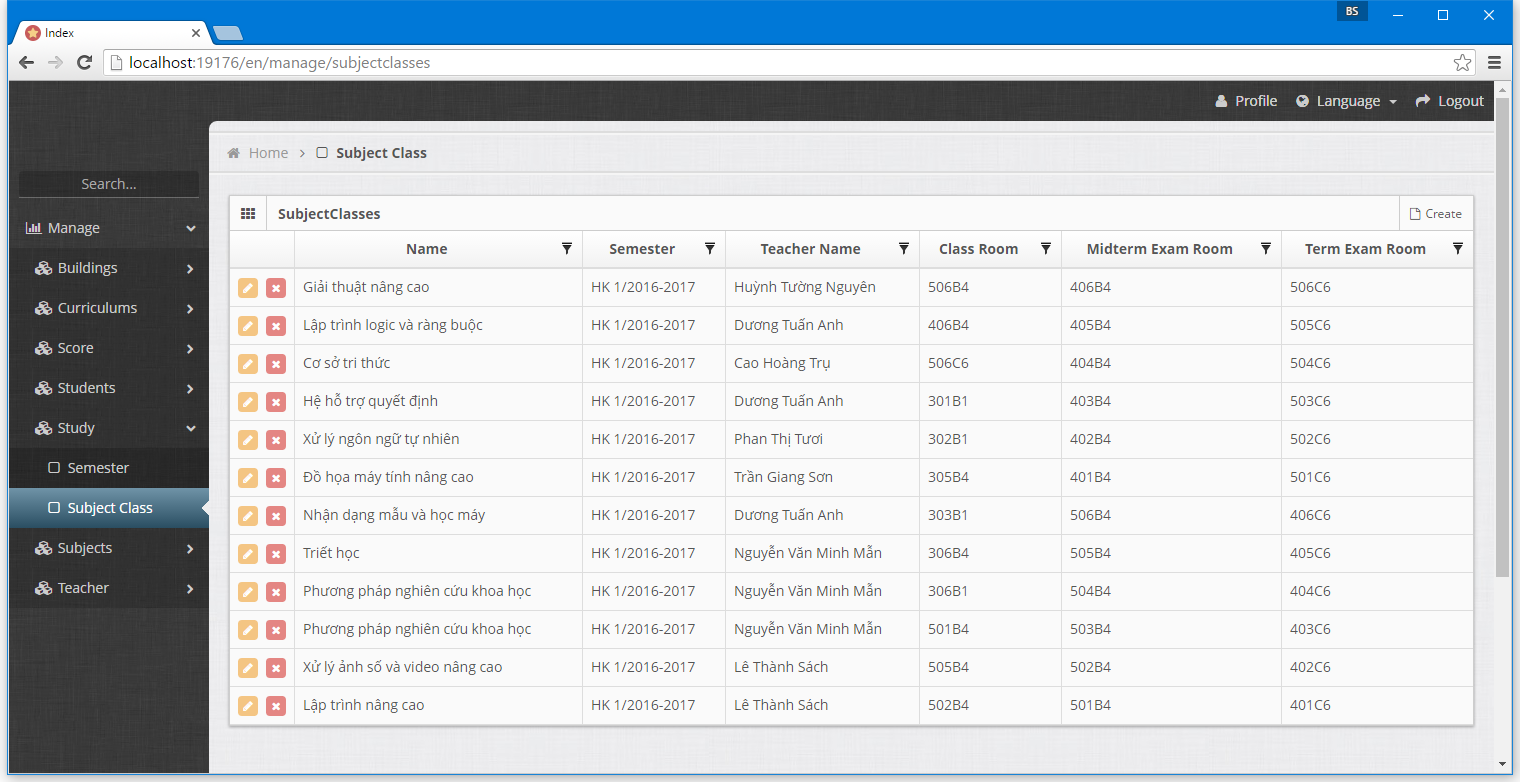 BS
Index
localhost:19176/en/manage/subjectclasses
Profile Language Logout
Home Subject Class
Search...
Manage
Buildings
Curriculums
Score
Students
Study
Semester
Subject Class
Subjects
Teacher
SubjectClasses Create
Name Semester Teacher Name Class Room Midterm Exam Room Term Exam Room
Giải thuật nâng cao HK 1/2016-2017 Huỳnh Tường Nguyên 506B4 406B4 506C6
Lập trình logic và ràng buộc HK 1/2016-2017 Dương Tuấn Anh 406B4 405B4 505C6
Cơ sở tri thức HK 1/2016-2017 Cao Hoàng Trụ 506C6 404B4 504C6
Hệ hỗ trợ quyết định HK 1/2016-2017 Dương Tuấn Anh 301B1 403B4 503C6
Xử lý ngôn ngữ tự nhiên HK 1/2016-2017 Phan Thị Tươi 302B1 402B4 502C6
Đồ họa máy tính nâng cao HK 1/2016-2017 Trần Giang Sơn 305B4 401B4 501C6
Nhận dạng mẫu và học máy HK 1/2016-2017 Dương Tuấn Anh 303B1 506B4 406C6
Triết học HK 1/2016-2017 Nguyễn Văn Minh Mẫn 306B4 505B4 405C6
Phương pháp nghiên cứu khoa học HK 1/2016-2017 Nguyễn Văn Minh Mẫn 306B1 504B4 404C6
Phương pháp nghiên cứu khoa học HK 1/2016-2017 Nguyễn Văn Minh Mẫn 501B4 503B4 403C6
Xử lý ảnh số và video nâng cao HK 1/2016-2017 Lê Thành Sách 505B4 502B4 402C6
Lập trình nâng cao HK 1/2016-2017 Lê Thành Sách 502B4 501B4 401C6